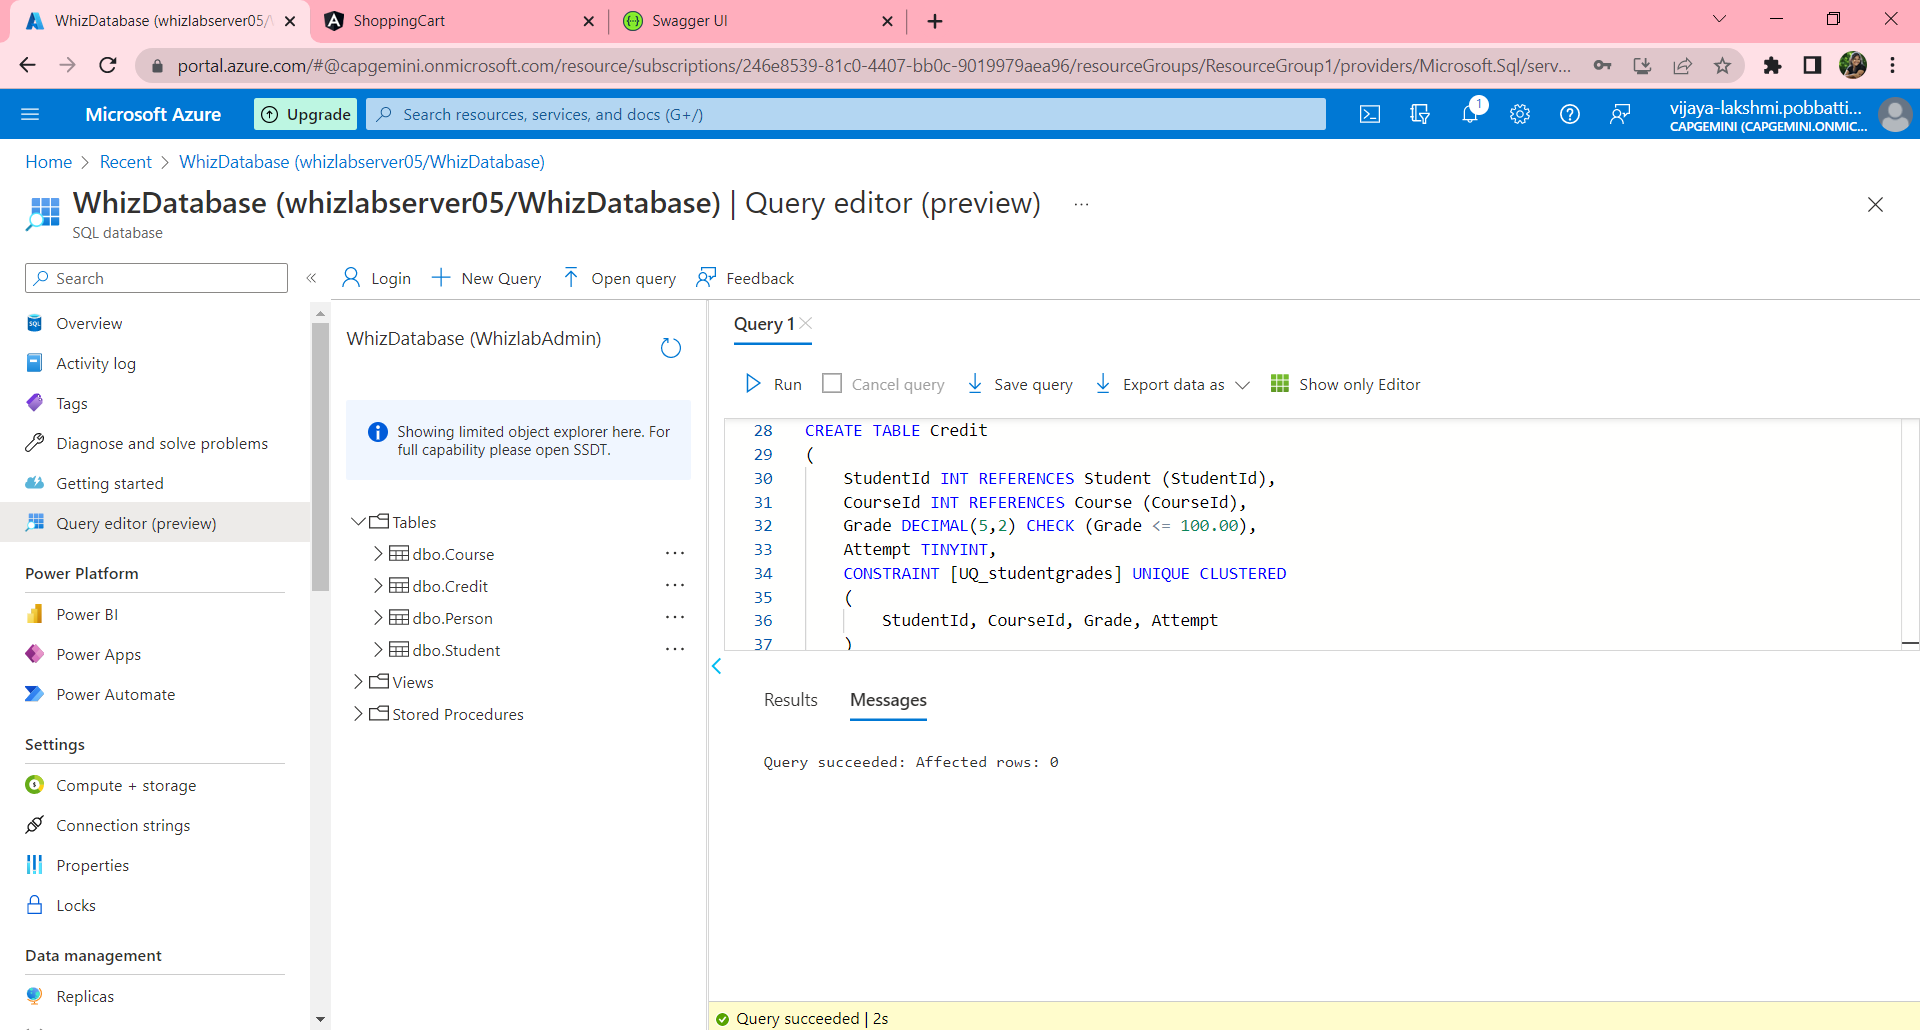 WhizDatabase (whizlabserver05/W
ShoppingCart
Swagger UI
portal.azure.com/#@capgemini.onmicrosoft.com/resource/subscriptions/246e8539-81c0-4407-bb0c-9019979aea96/resourceGroups/ResourceGroup1/providers/Microsoft.Sql/serv...
Microsoft Azure
Upgrade
Search resources, services, and docs (G+/)
1
vijaya-lakshmi.pobbatti...
CAPGEMINI (CAPGEMINI.ONMIC...
Home > Recent > WhizDatabase (whizlabserver05/WhizDatabase)
WhizDatabase (whizlabserver05/WhizDatabase) | Query editor (preview) ...
SQL database
Search
«
Login
New Query
Open query
Feedback
Overview
Activity log
Tags
Diagnose and solve problems
Getting started
Query editor (preview)
Power Platform
Power BI
Power Apps
Power Automate
Settings
Compute + storage
Connection strings
Properties
Locks
Data management
Replicas
WhizDatabase (WhizlabAdmin)
Showing limited object explorer here. For
full capability please open SSDT.
Tables
dbo.Course ...
dbo.Credit ...
dbo.Person ...
dbo.Student ...
Views
Stored Procedures
Query 1
Run
Cancel query
Save query
Export data as
Show only Editor
28 CREATE TABLE Credit
29 (
30 StudentId INT REFERENCES Student (StudentId),
31 CourseId INT REFERENCES Course (CourseId),
32 Grade DECIMAL(5,2) CHECK (Grade <= 100.00),
33 Attempt TINYINT,
34 CONSTRAINT [UQ_studentgrades] UNIQUE CLUSTERED
35 (
36 StudentId, CourseId, Grade, Attempt
37 )
Results
Messages
Query succeeded: Affected rows: 0
Query succeeded | 2s